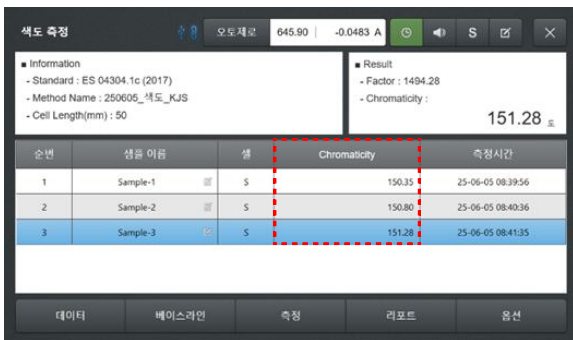 색도 측정 오토제로 645.90 -0.0483 A S
■ Information
- Standard : ES 04304.1c (2017)
- Method Name : 250605_색도_KJS
- Cell Length(mm) : 50
■ Result
- Factor : 1494.28
- Chromaticity :
151.28 도
순번 샘플 이름 셀 Chromaticity 측정시간
1 Sample-1 S 150.35 25-06-05 08:39:56
2 Sample-2 S 150.80 25-06-05 08:40:36
3 Sample-3 S 151.28 25-06-05 08:41:35
데이터 베이스라인 측정 리포트 옵션